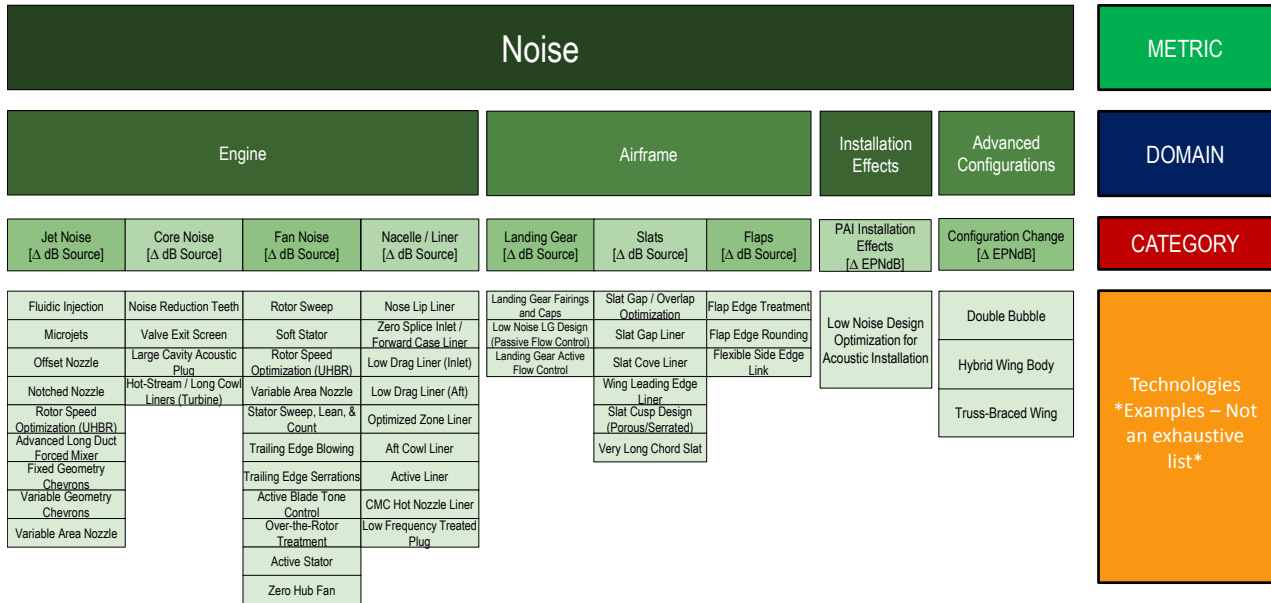 Noise
METRIC
Engine
Airframe
Installation
Effects
Advanced
Configurations
DOMAIN
Jet Noise
[Δ dB Source]
Core Noise
[Δ dB Source]
Fan Noise
[Δ dB Source]
Nacelle / Liner
[Δ dB Source]
Landing Gear
[Δ dB Source]
Slats
[Δ dB Source]
Flaps
[Δ dB Source]
PAI Installation
Effects
[Δ EPNdB]
Configuration Change
[Δ EPNdB]
CATEGORY
Fluidic Injection
Microjets
Offset Nozzle
Notched Nozzle
Rotor Speed
Optimization (UHBR)
Advanced Long Duct
Forced Mixer
Fixed Geometry
Chevrons
Variable Geometry
Chevrons
Variable Area Nozzle
Noise Reduction Teeth
Valve Exit Screen
Large Cavity Acoustic
Plug
Hot-Stream / Long Cowl
Liners (Turbine)
Rotor Sweep
Soft Stator
Rotor Speed
Optimization (UHBR)
Variable Area Nozzle
Stator Sweep, Lean, &
Count
Trailing Edge Blowing
Trailing Edge Serrations
Active Blade Tone
Control
Over-the-Rotor
Treatment
Active Stator
Zero Hub Fan
Nose Lip Liner
Zero Splice Inlet /
Forward Case Liner
Low Drag Liner (Inlet)
Low Drag Liner (Aft)
Optimized Zone Liner
Aft Cowl Liner
Active Liner
CMC Hot Nozzle Liner
Low Frequency Treated
Plug
Landing Gear Fairings
and Caps
Low Noise LG Design
(Passive Flow Control)
Landing Gear Active
Flow Control
Slat Gap / Overlap
Optimization
Slat Gap Liner
Slat Cove Liner
Wing Leading Edge
Liner
Slat Cusp Design
(Porous/Serrated)
Very Long Chord Slat
Flap Edge Treatment
Flap Edge Rounding
Flexible Side Edge
Link
Low Noise Design
Optimization for
Acoustic Installation
Double Bubble
Hybrid Wing Body
Truss-Braced Wing
Technologies
*Examples – Not
an exhaustive
list*